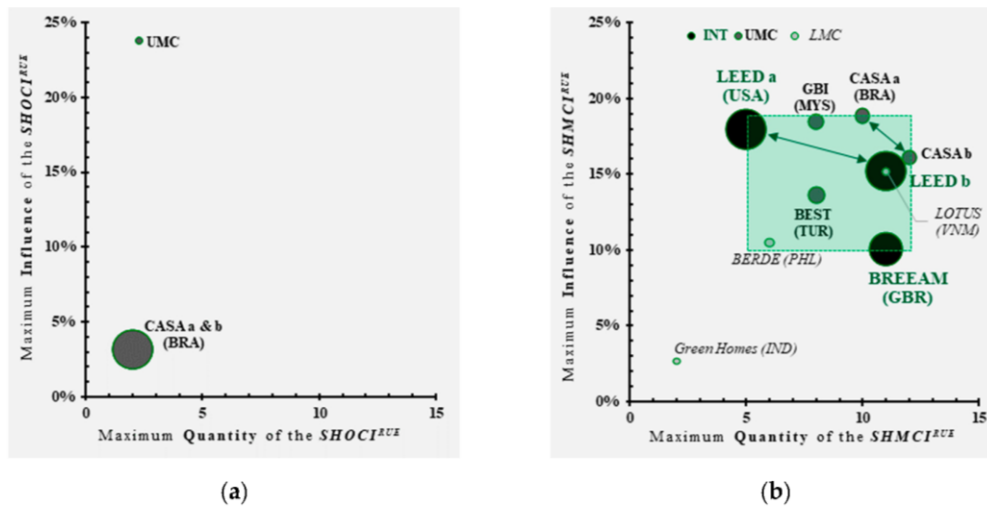 25%
20%
15%
10%
5%
0%
Maximum Influence of the SHOCI^RUE
UMC
CASA a & b
(BRA)
0 5 10 15
Maximum Quantity of the SHOCI^RUE
(a)
25%
20%
15%
10%
5%
0%
Maximum Influence of the SHMCI^RUE
INT UMC LMC
LEED a
(USA)
GBI
(MYS)
CASA a
(BRA)
CASA b
LEED b
BEST
(TUR)
LOTUS
(VNM)
BERDE (PHL)
BREEAM
(GBR)
Green Homes (IND)
0 5 10 15
Maximum Quantity of the SHMCI^RUE
(b)